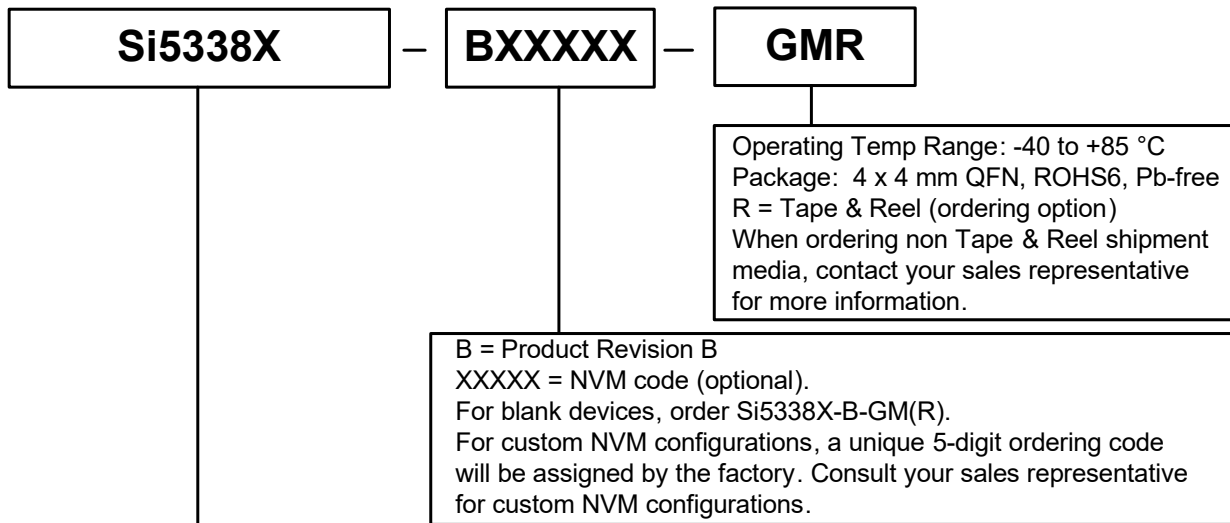 Si5338X – BXXXXX – GMR
Operating Temp Range: -40 to +85 °C
Package:  4 x 4 mm QFN, ROHS6, Pb-free
R = Tape & Reel (ordering option)
When ordering non Tape & Reel shipment
media, contact your sales representative
for more information.
B = Product Revision B
XXXXX = NVM code (optional).
For blank devices, order Si5338X-B-GM(R).
For custom NVM configurations, a unique 5-digit ordering code
will be assigned by the factory. Consult your sales representative
for custom NVM configurations.